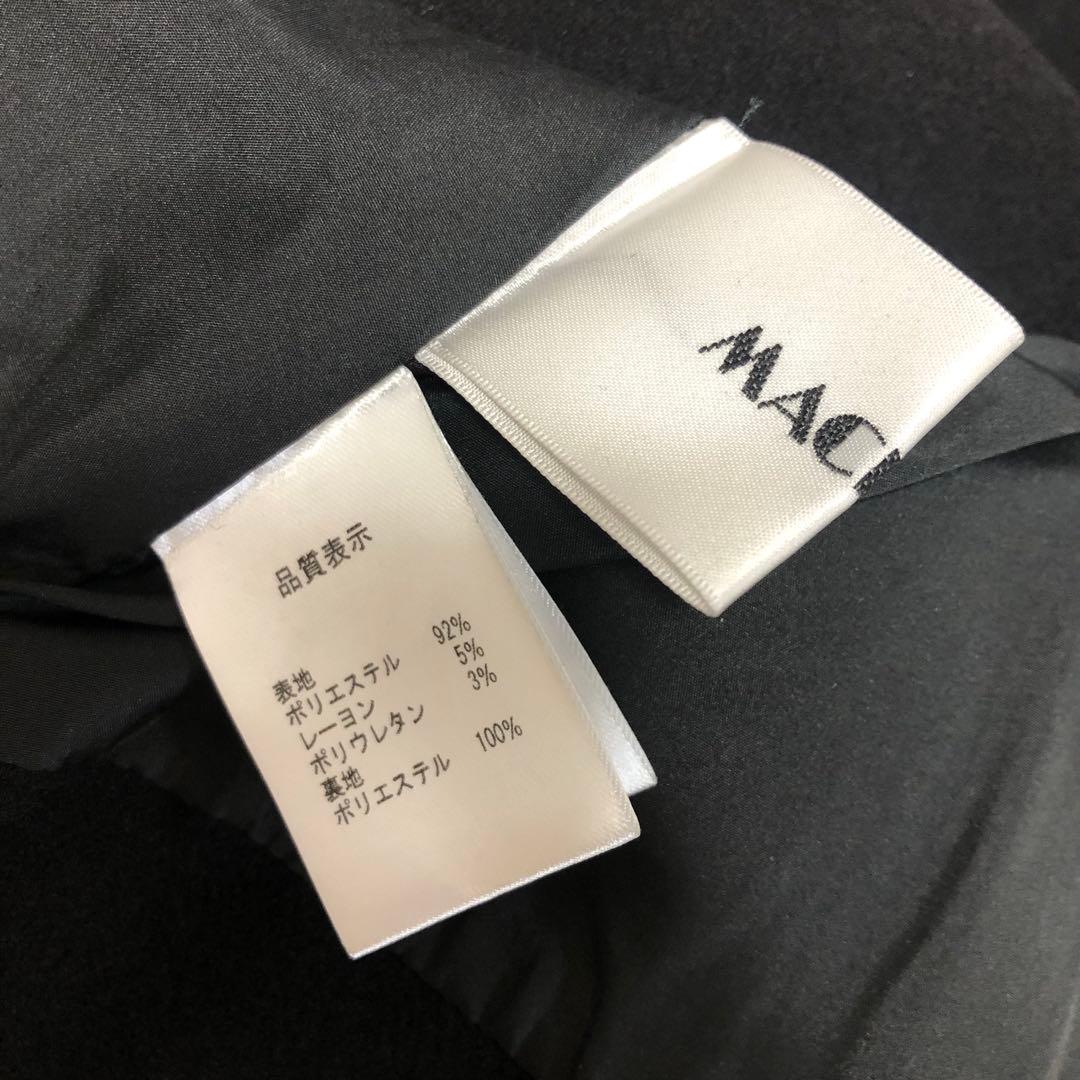 MAC
品質表示
表地
ポリエステル 92%
レーヨン 5%
ポリウレタン 3%
裏地
ポリエステル 100%